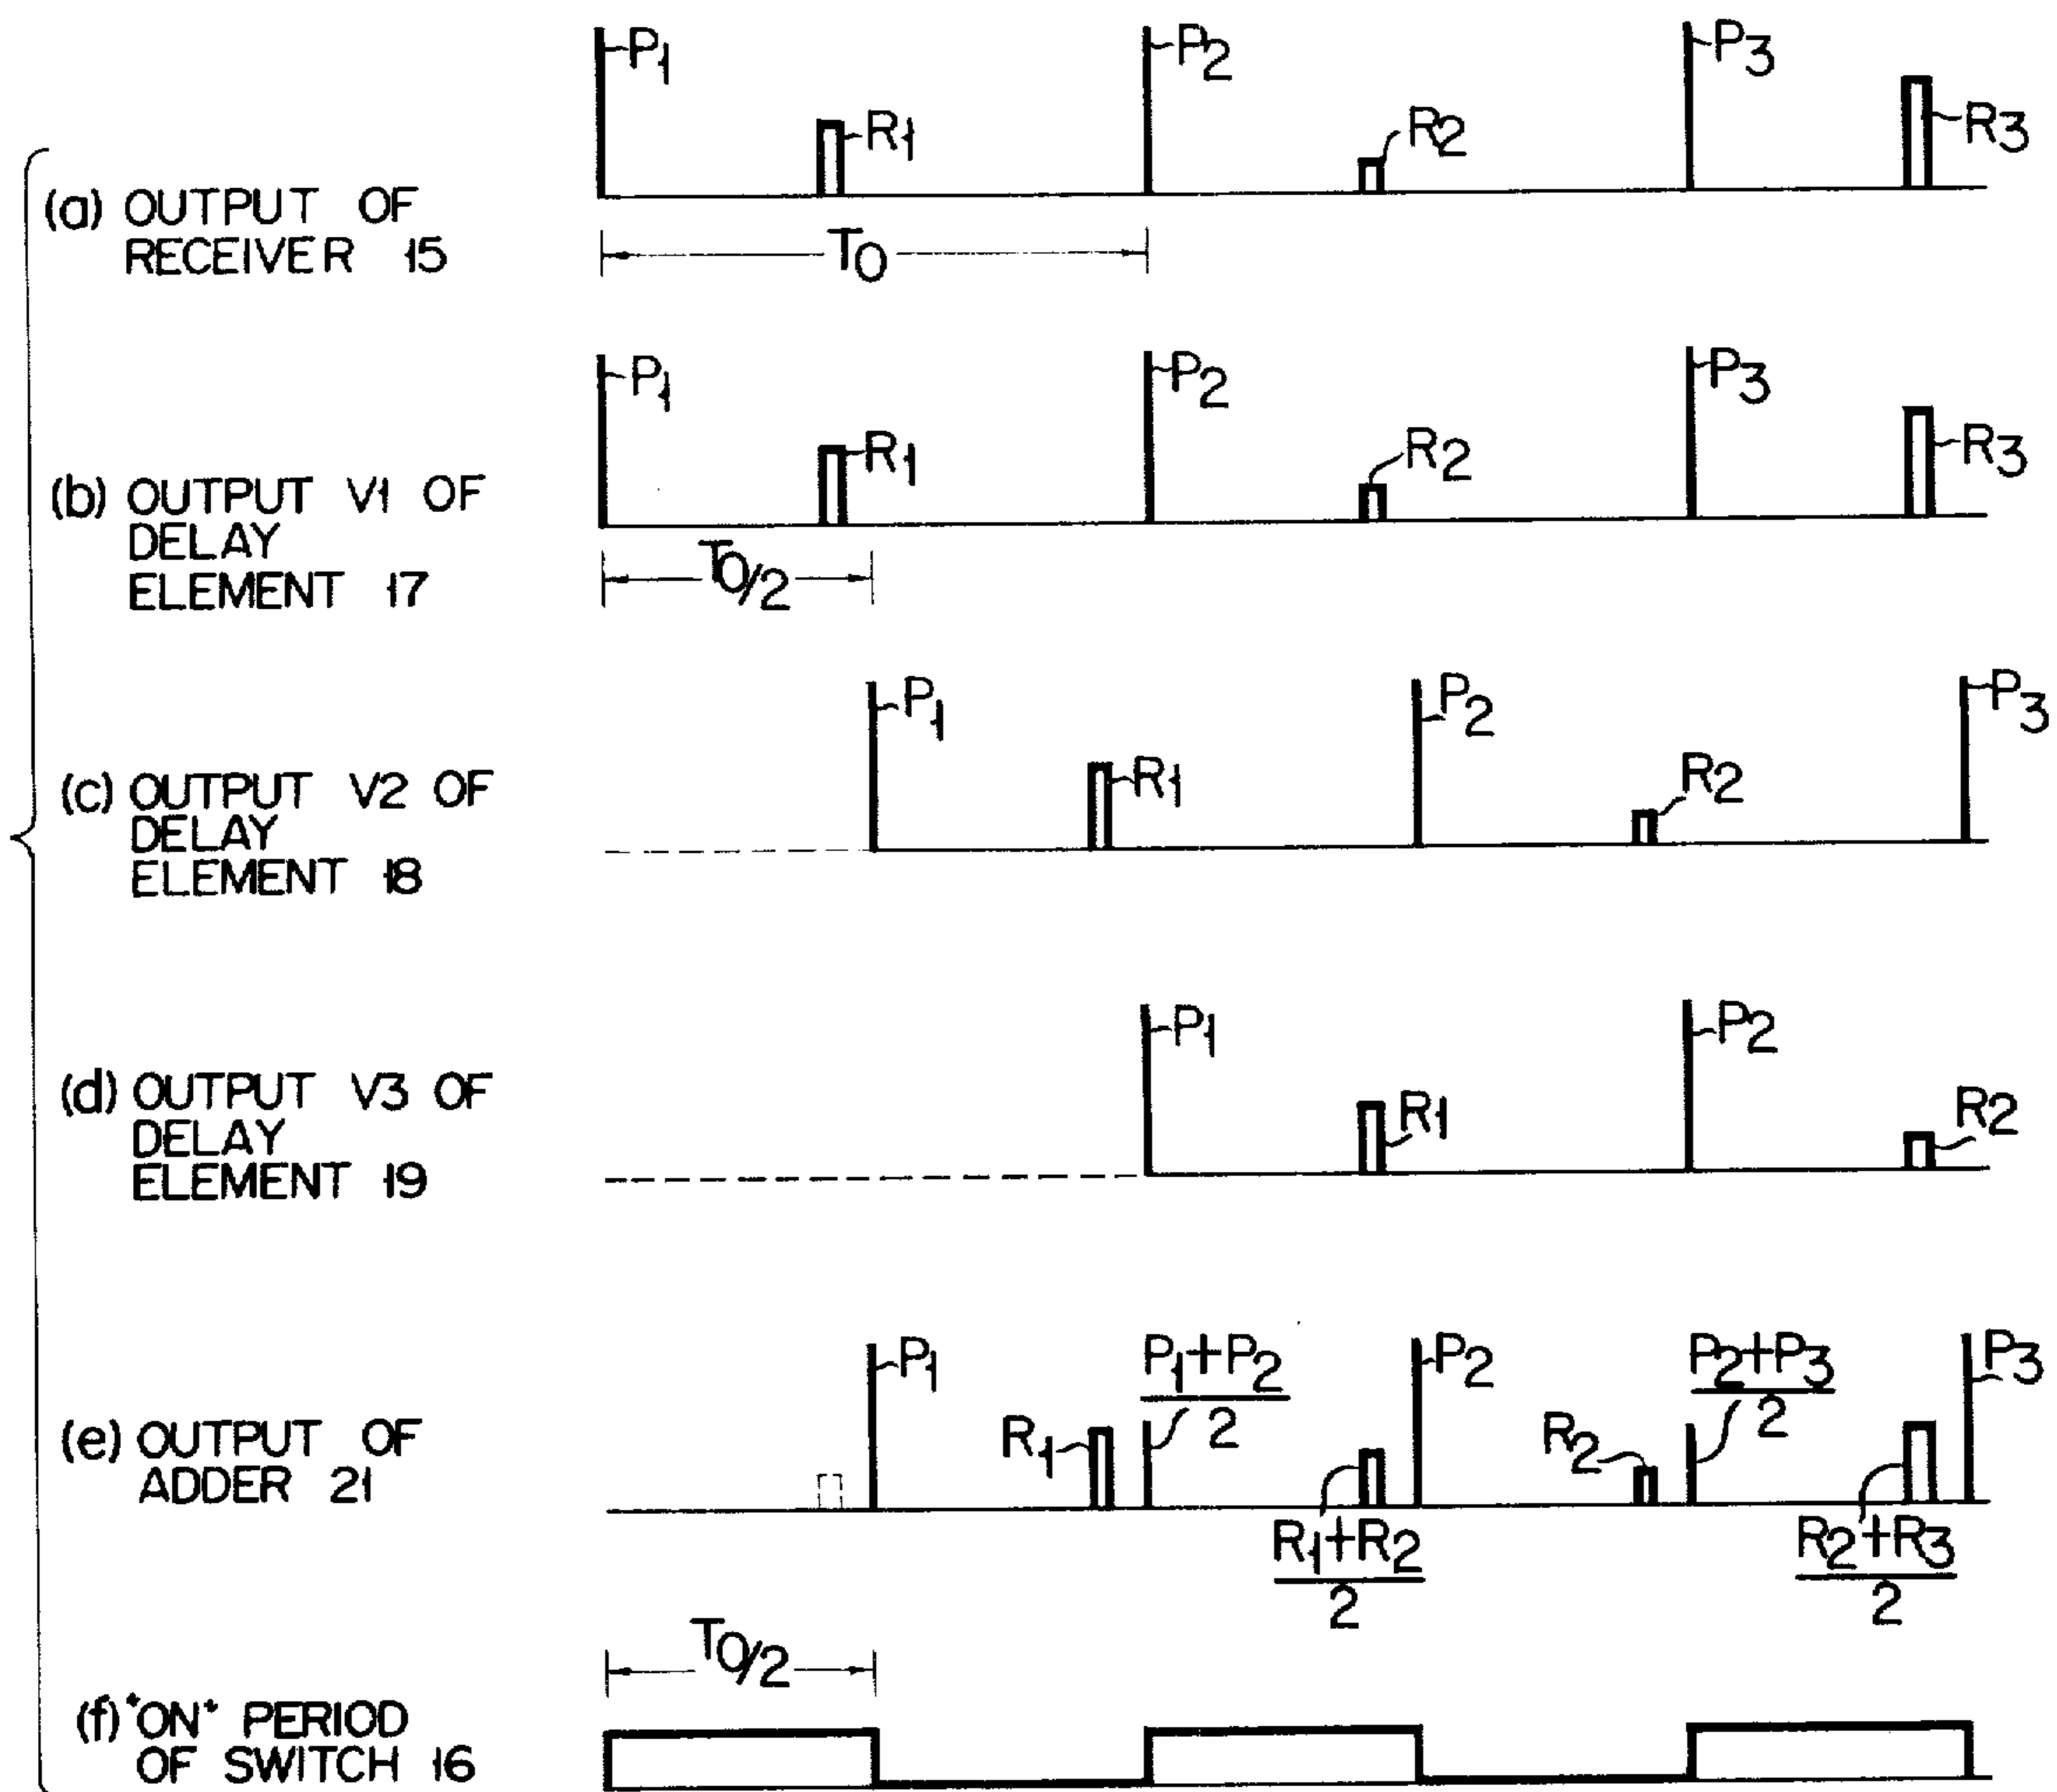 P1 P2 P3
R1 R2 R3
(a) OUTPUT OF
RECEIVER 15
T0
P1 P2 P3
R1 R2 R3
(b) OUTPUT V1 OF
DELAY
ELEMENT 17
T0/2
P1 P2 P3
R1 R2
(c) OUTPUT V2 OF
DELAY
ELEMENT 18
P1 P2
R1 R2
(d) OUTPUT V3 OF
DELAY
ELEMENT 19
P1 P1+P2 P2 P2+P3 P3
2 2
R1 R2
(e) OUTPUT OF
ADDER 21
R1+R2 R2+R3
2 2
T0/2
(f) "ON" PERIOD
OF SWITCH 16